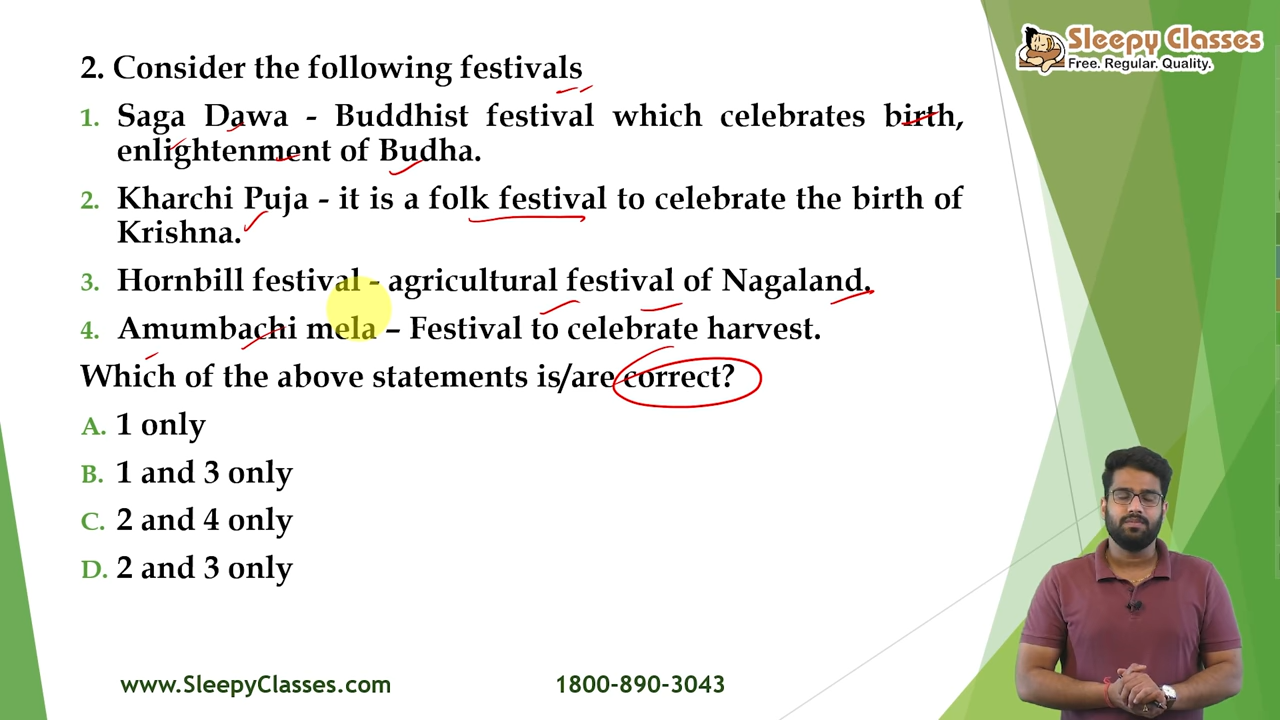 Sleepy Classes
Free. Regular. Quality.
2. Consider the following festivals
1. Saga Dawa - Buddhist festival which celebrates birth,
enlightenment of Budha.
2. Kharchi Puja - it is a folk festival to celebrate the birth of
Krishna.
3. Hornbill festival - agricultural festival of Nagaland.
4. Amumbachi mela – Festival to celebrate harvest.
Which of the above statements is/are correct?
A. 1 only
B. 1 and 3 only
C. 2 and 4 only
D. 2 and 3 only
www.SleepyClasses.com 1800-890-3043